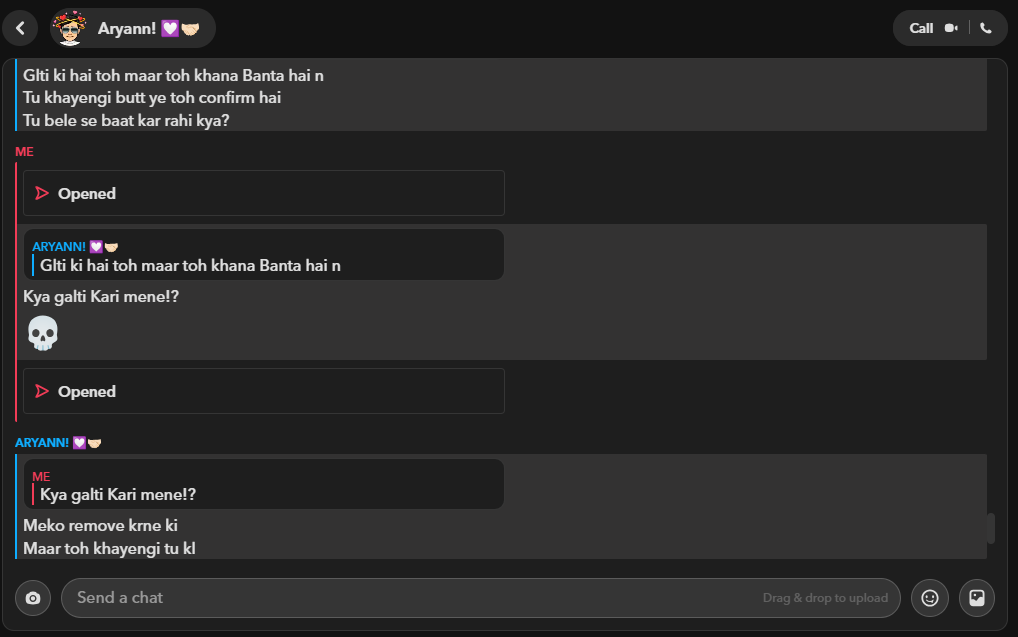 Aryann! 💟🤝🏻
Call
Glti ki hai toh maar toh khana Banta hai n
Tu khayengi butt ye toh confirm hai
Tu bele se baat kar rahi kya?
ME
Opened
ARYANN! 💟🤝🏻
Glti ki hai toh maar toh khana Banta hai n
Kya galti Kari mene!?
💀
Opened
ARYANN! 💟🤝🏻
ME
Kya galti Kari mene!?
Meko remove krne ki
Maar toh khayengi tu kl
Send a chat
Drag & drop to upload